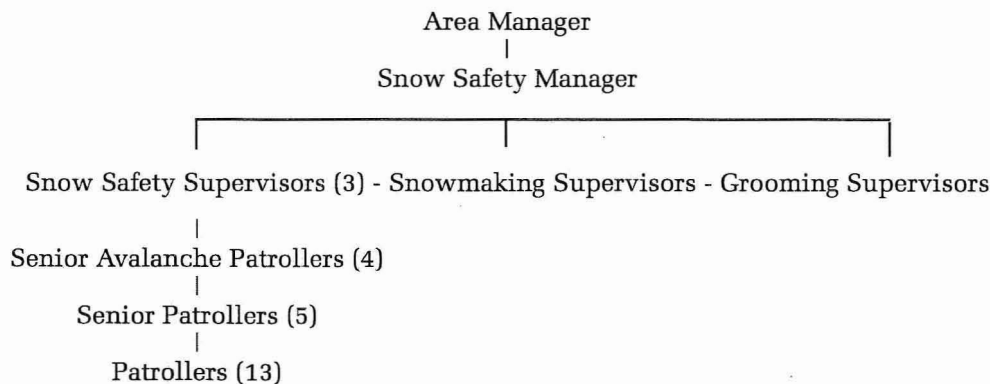 Area Manager
Snow Safety Manager
Snow Safety Supervisors (3) - Snowmaking Supervisors - Grooming Supervisors
Senior Avalanche Patrollers (4)
Senior Patrollers (5)
Patrollers (13)